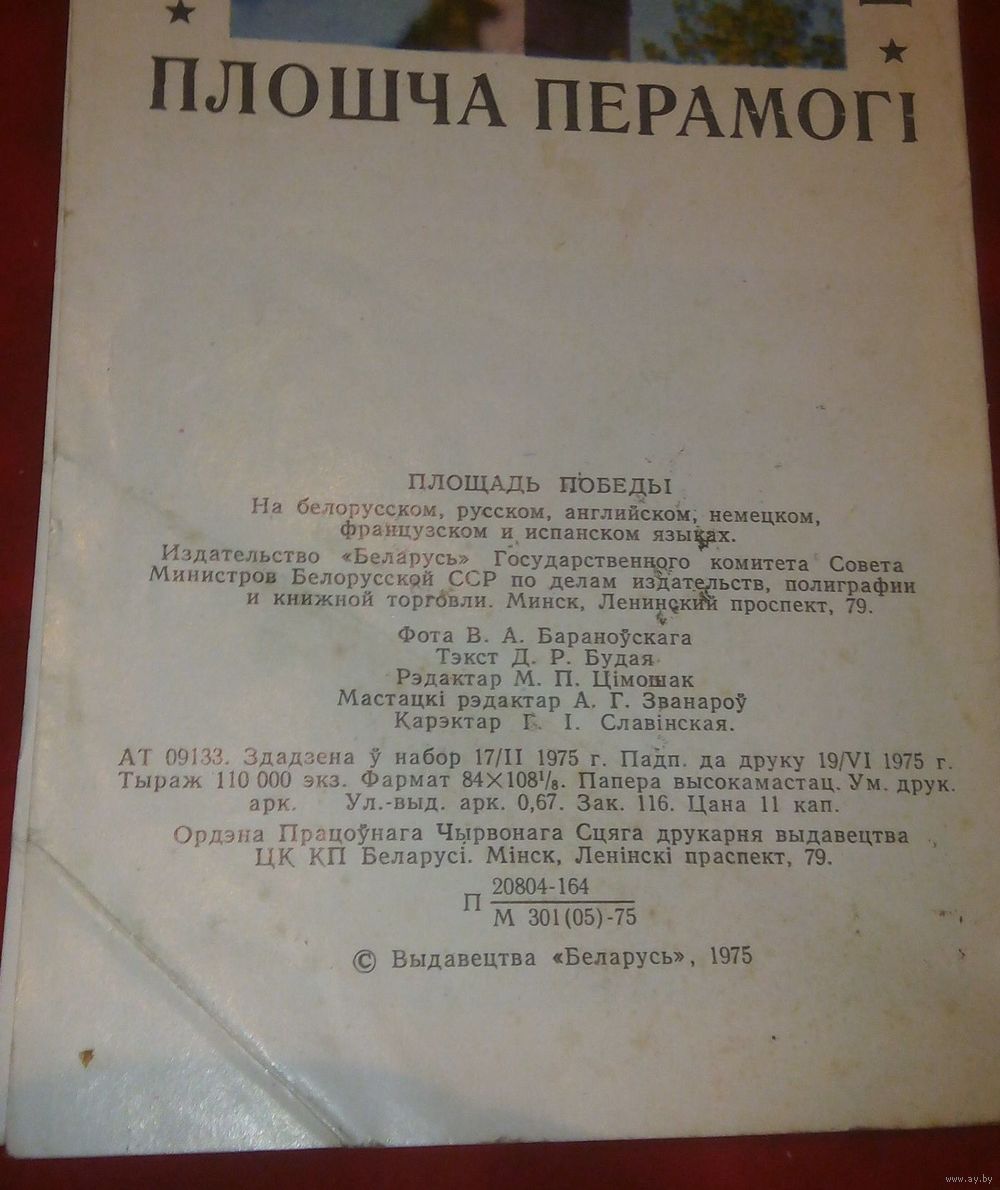 ПЛОШЧА ПЕРАМОГІ
ПЛОЩАДЬ ПОБЕДЫ
На белорусском, русском, английском, немецком,
французском и испанском языках.
Издательство «Беларусь» Государственного комитета Совета
Министров Белорусской ССР по делам издательств, полиграфии
и книжной торговли. Минск, Ленинский проспект, 79.
Фота В. А. Бараноўскага
Тэкст Д. Р. Будая
Рэдактар М. П. Цімошак
Мастацкі рэдактар А. Г. Званароў
Карэктар Г. І. Славінская.
АТ 09133. Здадзена ў набор 17/II 1975 г. Падп. да друку 19/VI 1975 г.
Тыраж 110 000 экз. Фармат 84×108¹/₈. Папера высокамастац. Ум. друк.
арк. Ул.-выд. арк. 0,67. Зак. 116. Цана 11 кап.
Ордэна Працоўнага Чырвонага Сцяга друкарня выдавецтва
ЦК КП Беларусі. Мінск, Ленінскі праспект, 79.
20804-164
П
М 301(05)-75
© Выдавецтва «Беларусь», 1975
www.ay.by